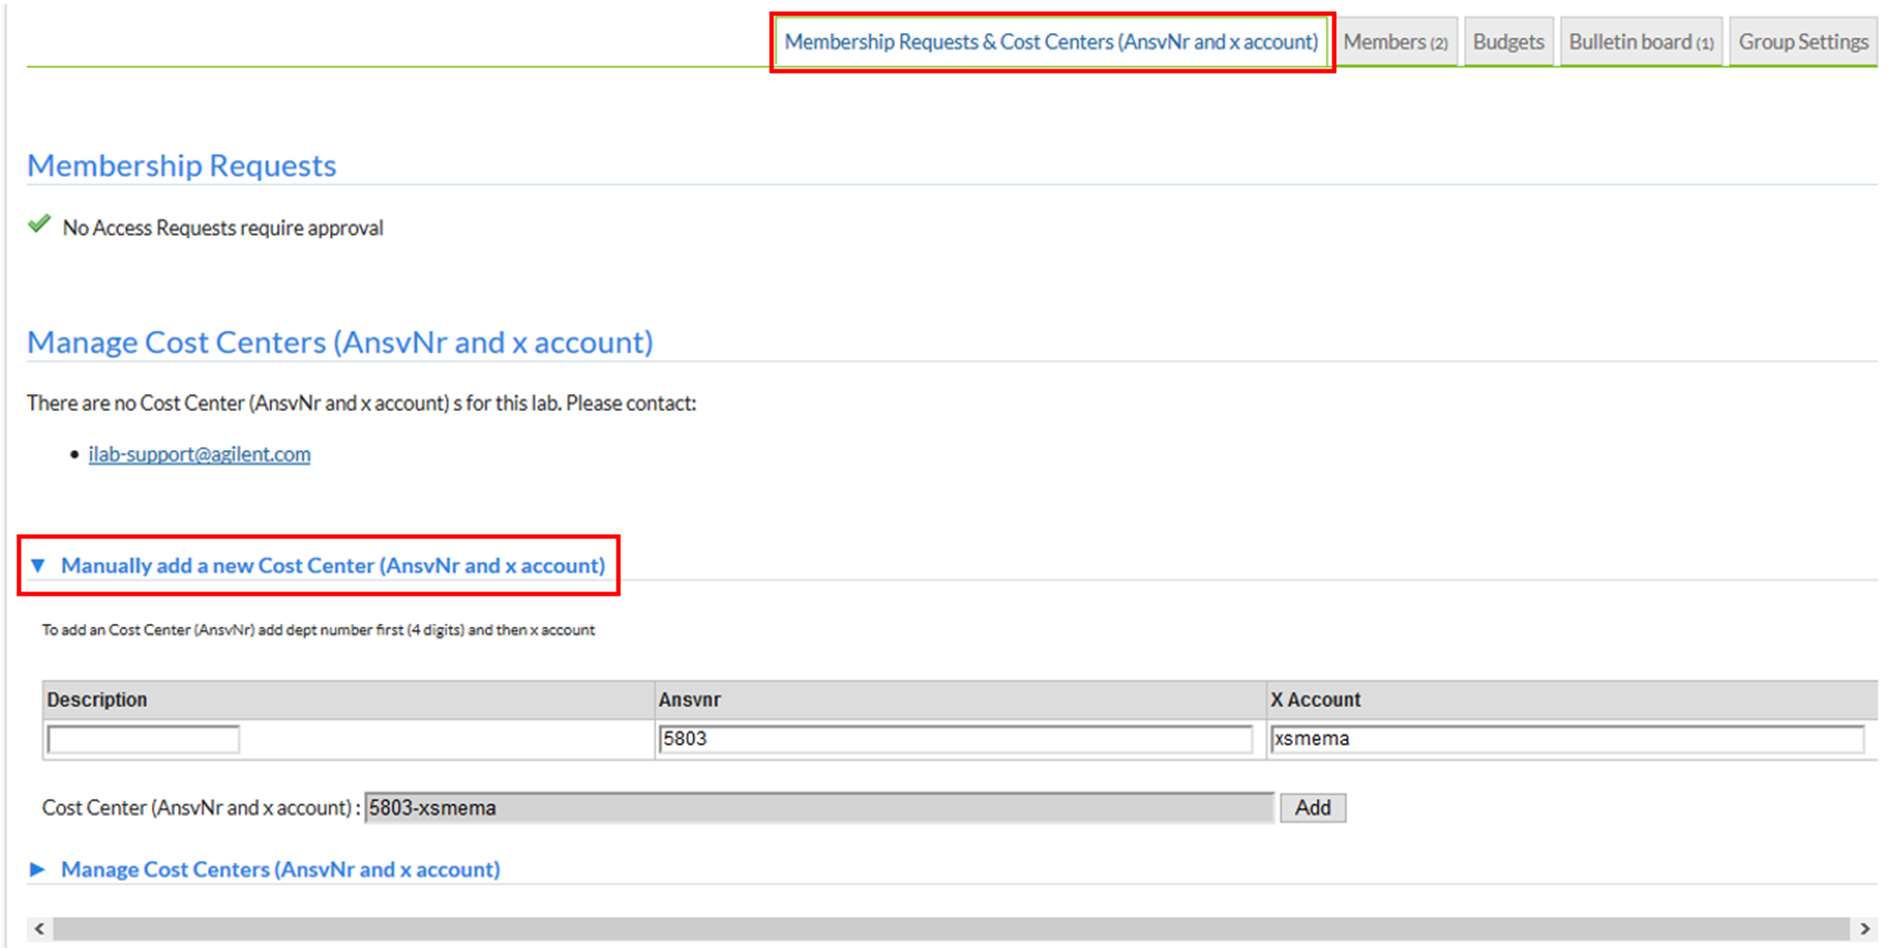 Membership Requests & Cost Centers (AnsvNr and x account) Members (2) Budgets Bulletin board (1) Group Settings
Membership Requests
No Access Requests require approval
Manage Cost Centers (AnsvNr and x account)
There are no Cost Center (AnsvNr and x account) s for this lab. Please contact:
• ilab-support@agilent.com
▼ Manually add a new Cost Center (AnsvNr and x account)
To add an Cost Center (AnsvNr) add dept number first (4 digits) and then x account
Description Ansvnr X Account
5803 xsmema
Cost Center (AnsvNr and x account) : 5803-xsmema Add
► Manage Cost Centers (AnsvNr and x account)